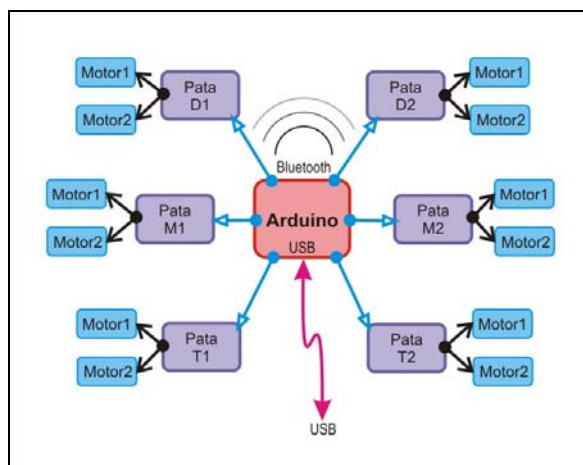 Motor1
Pata
D1
Motor2
Pata
D2
Motor1
Motor2
Bluetooth
Motor1
Pata
M1
Motor2
Arduino
USB
Pata
M2
Motor1
Motor2
Motor1
Pata
T1
Motor2
Pata
T2
Motor1
Motor2
USB